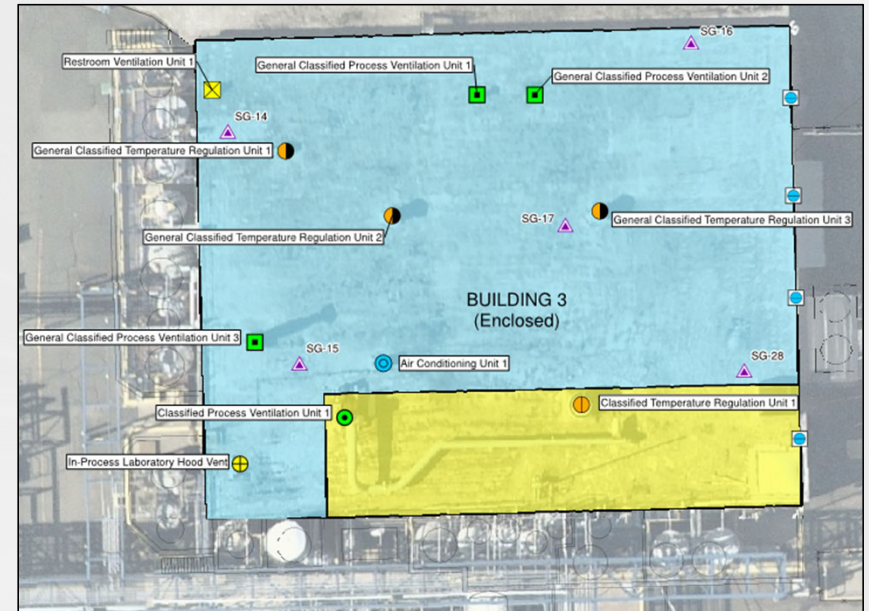 SG-16
Restroom Ventilation Unit 1
General Classified Process Ventilation Unit 1
General Classified Process Ventilation Unit 2
SG-14
General Classified Temperature Regulation Unit 1
SG-17
General Classified Temperature Regulation Unit 3
General Classified Temperature Regulation Unit 2
BUILDING 3
(Enclosed)
General Classified Process Ventilation Unit 3
SG-15
SG-28
Air Conditioning Unit 1
Classified Temperature Regulation Unit 1
Classified Process Ventilation Unit 1
In-Process Laboratory Hood Vent